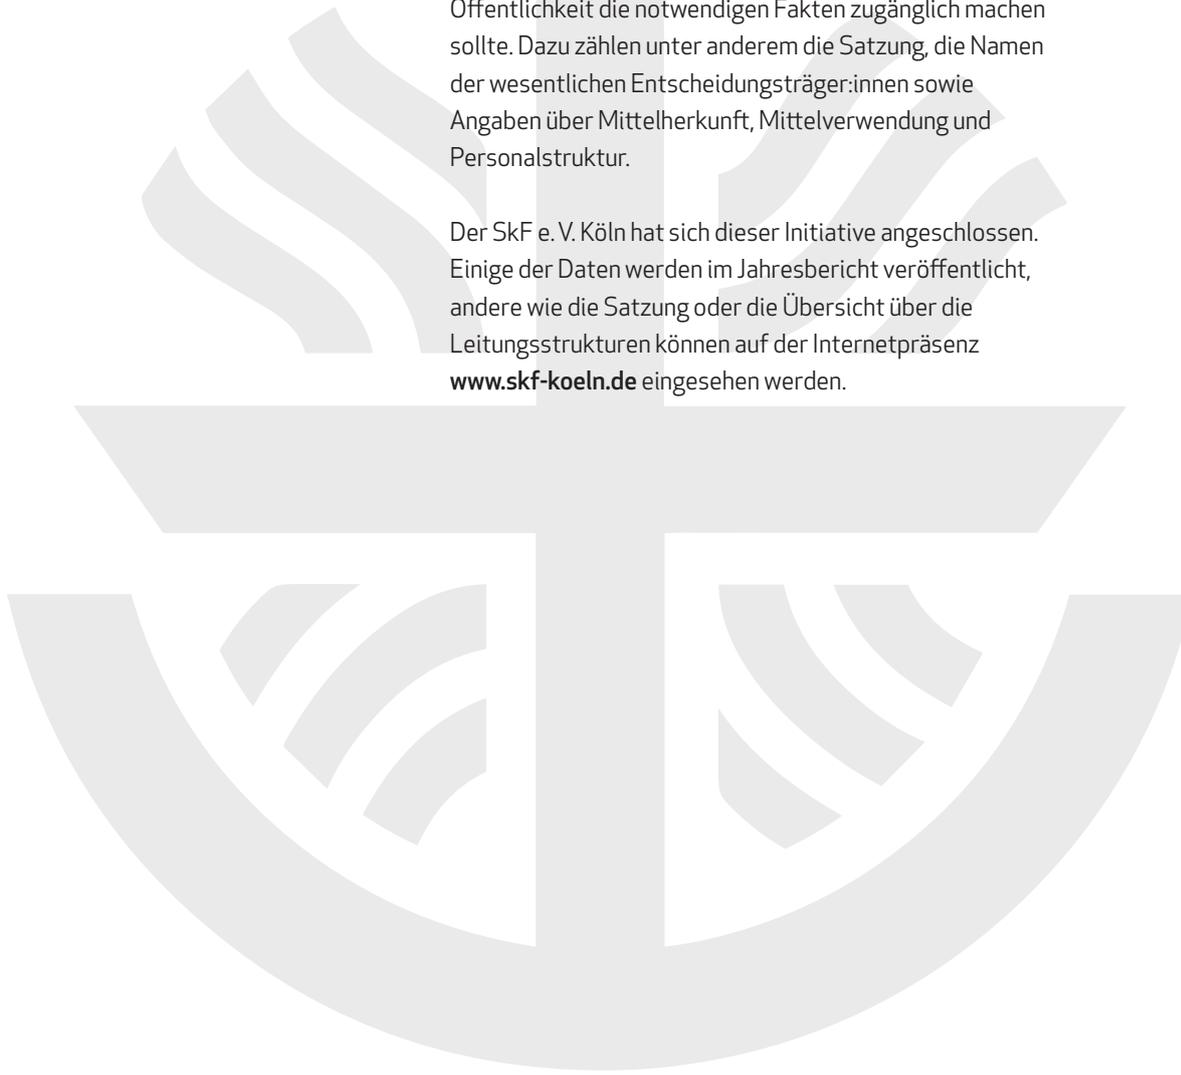 Öffentlichkeit die notwendigen Fakten zugänglich machen
sollte. Dazu zählen unter anderem die Satzung, die Namen
der wesentlichen Entscheidungsträger:innen sowie
Angaben über Mittelherkunft, Mittelverwendung und
Personalstruktur.
Der SkF e. V. Köln hat sich dieser Initiative angeschlossen.
Einige der Daten werden im Jahresbericht veröffentlicht,
andere wie die Satzung oder die Übersicht über die
Leitungsstrukturen können auf der Internetpräsenz
www.skf-koeln.de eingesehen werden.